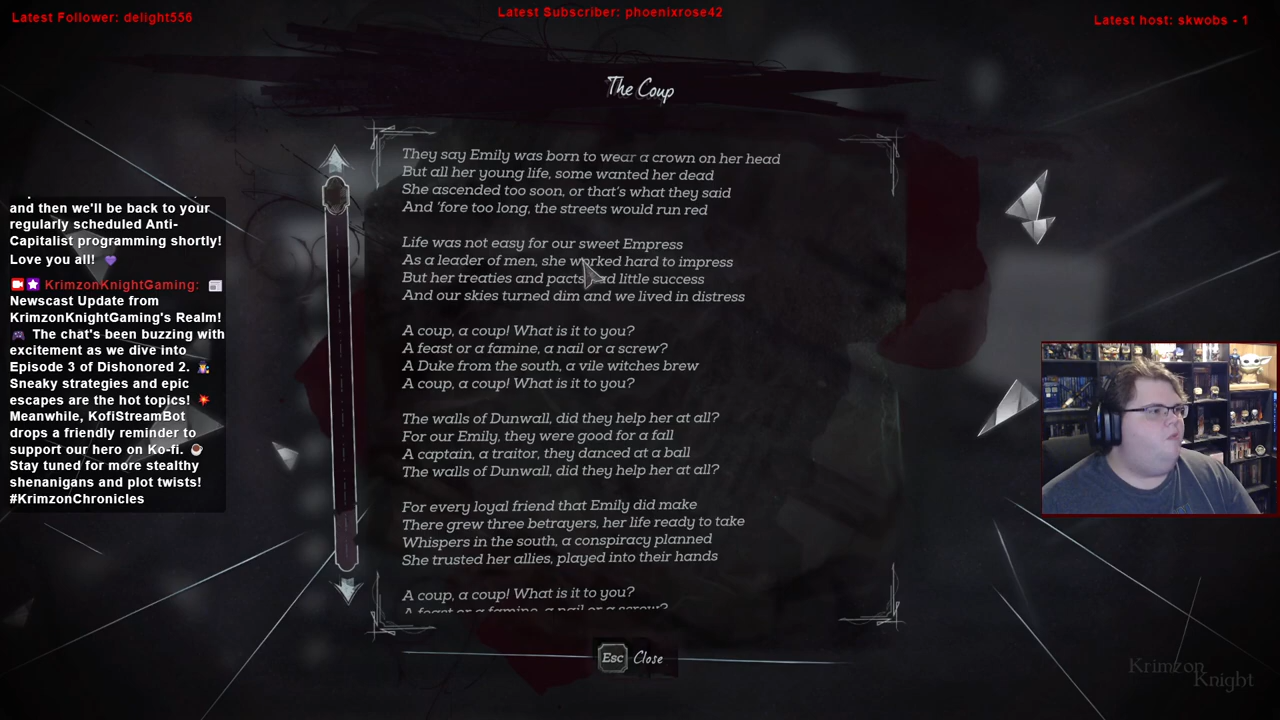 Latest Follower: delight556
Latest Subscriber: phoenixrose42
Latest host: skwobs - 1
The Coup
They say Emily was born to wear a crown on her head
But all her young life, some wanted her dead
She ascended too soon, or that's what they said
And 'fore too long, the streets would run red
Life was not easy for our sweet Empress
As a leader of men, she worked hard to impress
But her treaties and pacts had little success
And our skies turned dim and we lived in distress
A coup, a coup! What is it to you?
A feast or a famine, a nail or a screw?
A Duke from the south, a vile witches brew
A coup, a coup! What is it to you?
The walls of Dunwall, did they help her at all?
For our Emily, they were good for a fall
A captain, a traitor, they danced at a ball
The walls of Dunwall, did they help her at all?
For every loyal friend that Emily did make
There grew three betrayers, her life ready to take
Whispers in the south, a conspiracy planned
She trusted her allies, played into their hands
A coup, a coup! What is it to you?
A feast or a famine, a nail or a screw?
Esc Close
and then we'll be back to your
regularly scheduled Anti-
Capitalist programming shortly!
Love you all! 💜
KrimzonKnightGaming: 📰
Newscast Update from
KrimzonKnightGaming's Realm!
🎮 The chat's been buzzing with
excitement as we dive into
Episode 3 of Dishonored 2.
Sneaky strategies and epic
escapes are the hot topics! 💥
Meanwhile, KofiStreamBot
drops a friendly reminder to
support our hero on Ko-fi. ☕
Stay tuned for more stealthy
shenanigans and plot twists!
#KrimzonChronicles
Krimzon
Knight